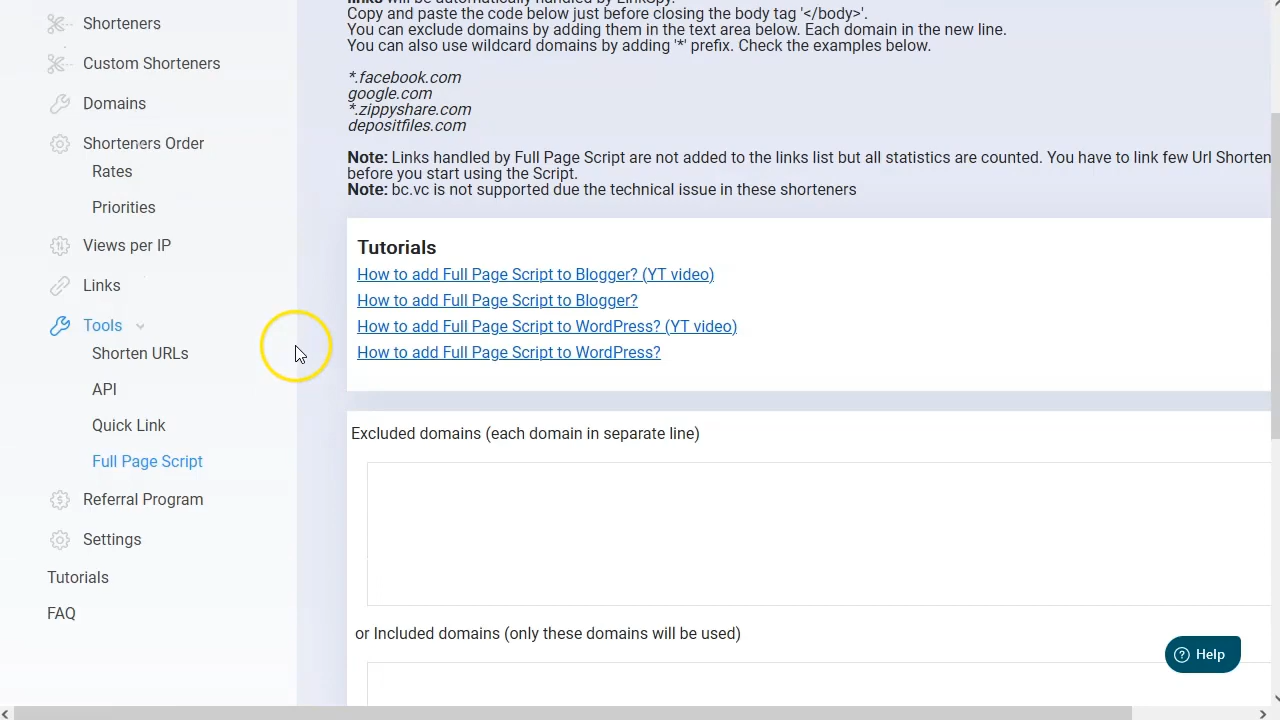 Shorteners
Custom Shorteners
Domains
Shorteners Order
Rates
Priorities
Views per IP
Links
Tools
Shorten URLs
API
Quick Link
Full Page Script
Referral Program
Settings
Tutorials
FAQ
links will be automatically handled by LinkSpy.
Copy and paste the code below just before closing the body tag '</body>'.
You can exclude domains by adding them in the text area below. Each domain in the new line.
You can also use wildcard domains by adding '*' prefix. Check the examples below.
*.facebook.com
google.com
*.zippyshare.com
depositfiles.com
Note: Links handled by Full Page Script are not added to the links list but all statistics are counted. You have to link few Url Shorten
before you start using the Script.
Note: bc.vc is not supported due the technical issue in these shorteners
Tutorials
How to add Full Page Script to Blogger? (YT video)
How to add Full Page Script to Blogger?
How to add Full Page Script to WordPress? (YT video)
How to add Full Page Script to WordPress?
Excluded domains (each domain in separate line)
or Included domains (only these domains will be used)
Help